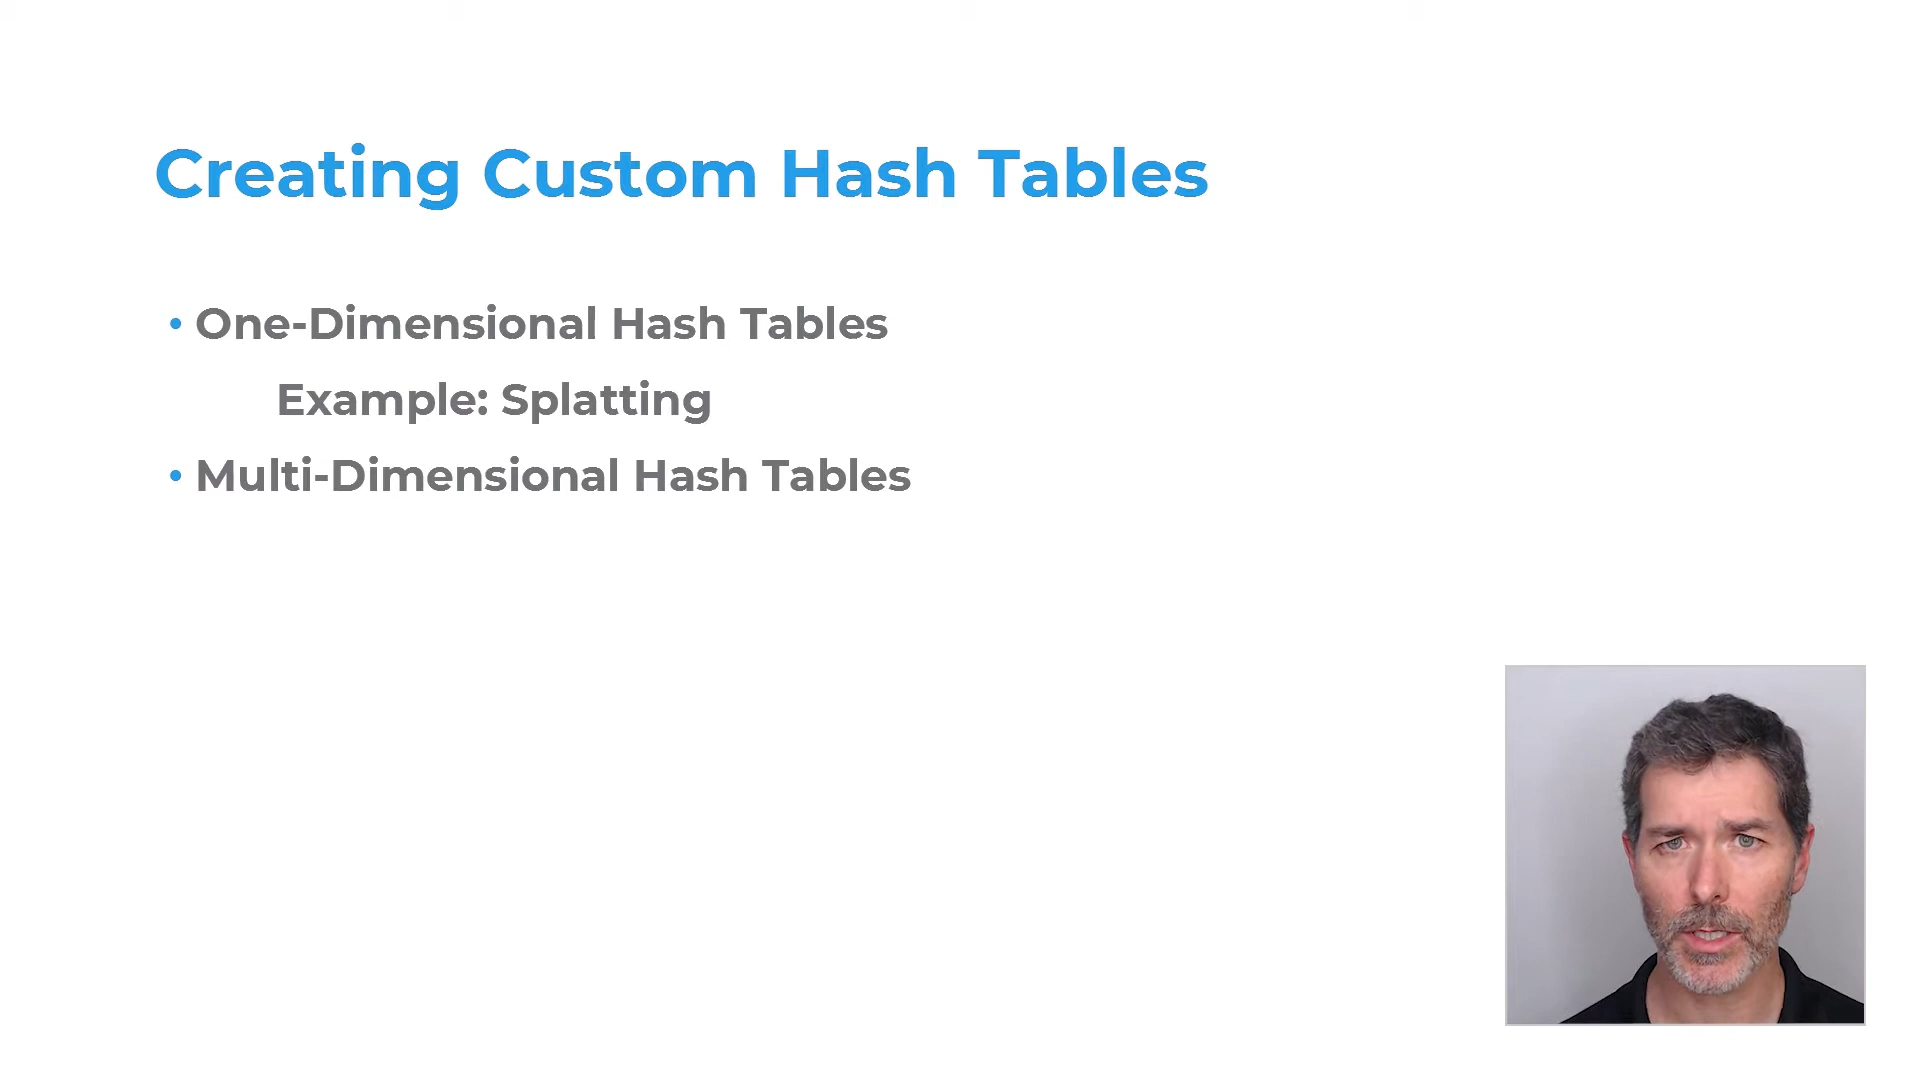 Creating Custom Hash Tables
• One-Dimensional Hash Tables
Example: Splatting
• Multi-Dimensional Hash Tables